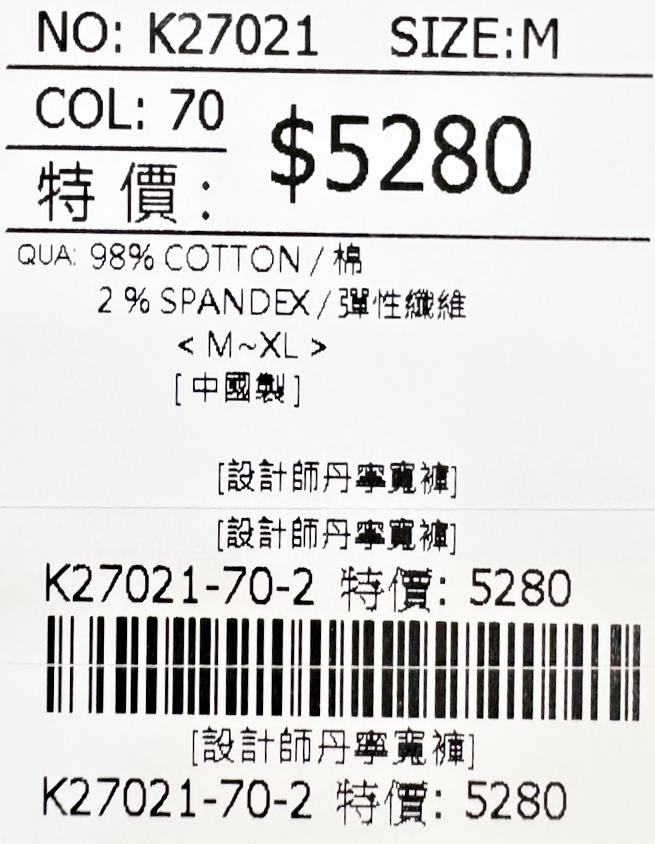 NO: K27021 SIZE:M
COL: 70
$5280
特價:
QUA: 98% COTTON / 棉
2 % SPANDEX / 彈性纖維
< M~XL >
[ 中國製 ]
[設計師丹寧寬褲]
[設計師丹寧寬褲]
K27021-70-2 特價: 5280
[設計師丹寧寬褲]
K27021-70-2 特價: 5280